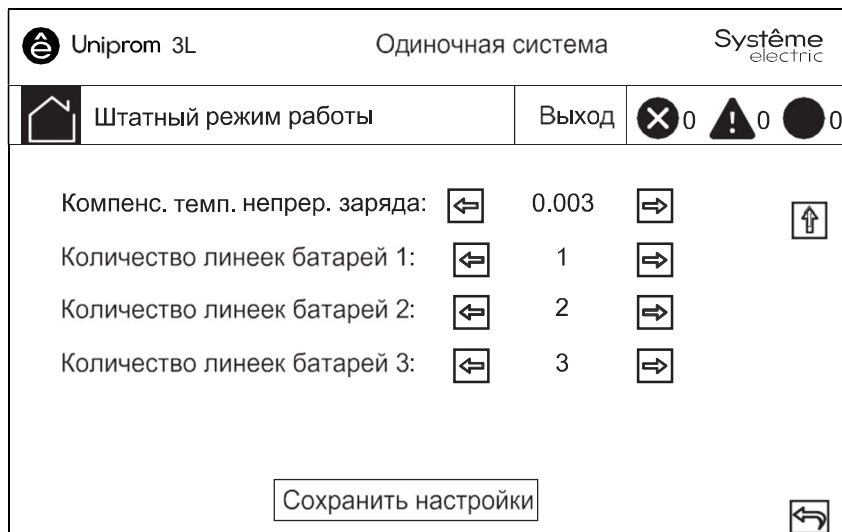 ê Uniprom 3L Одиночная система Système electric
Штатный режим работы Выход 0 ! 0 0
Компенс. темп. непрер. заряда: 0.003
Количество линеек батарей 1: 1
Количество линеек батарей 2: 2
Количество линеек батарей 3: 3
Сохранить настройки